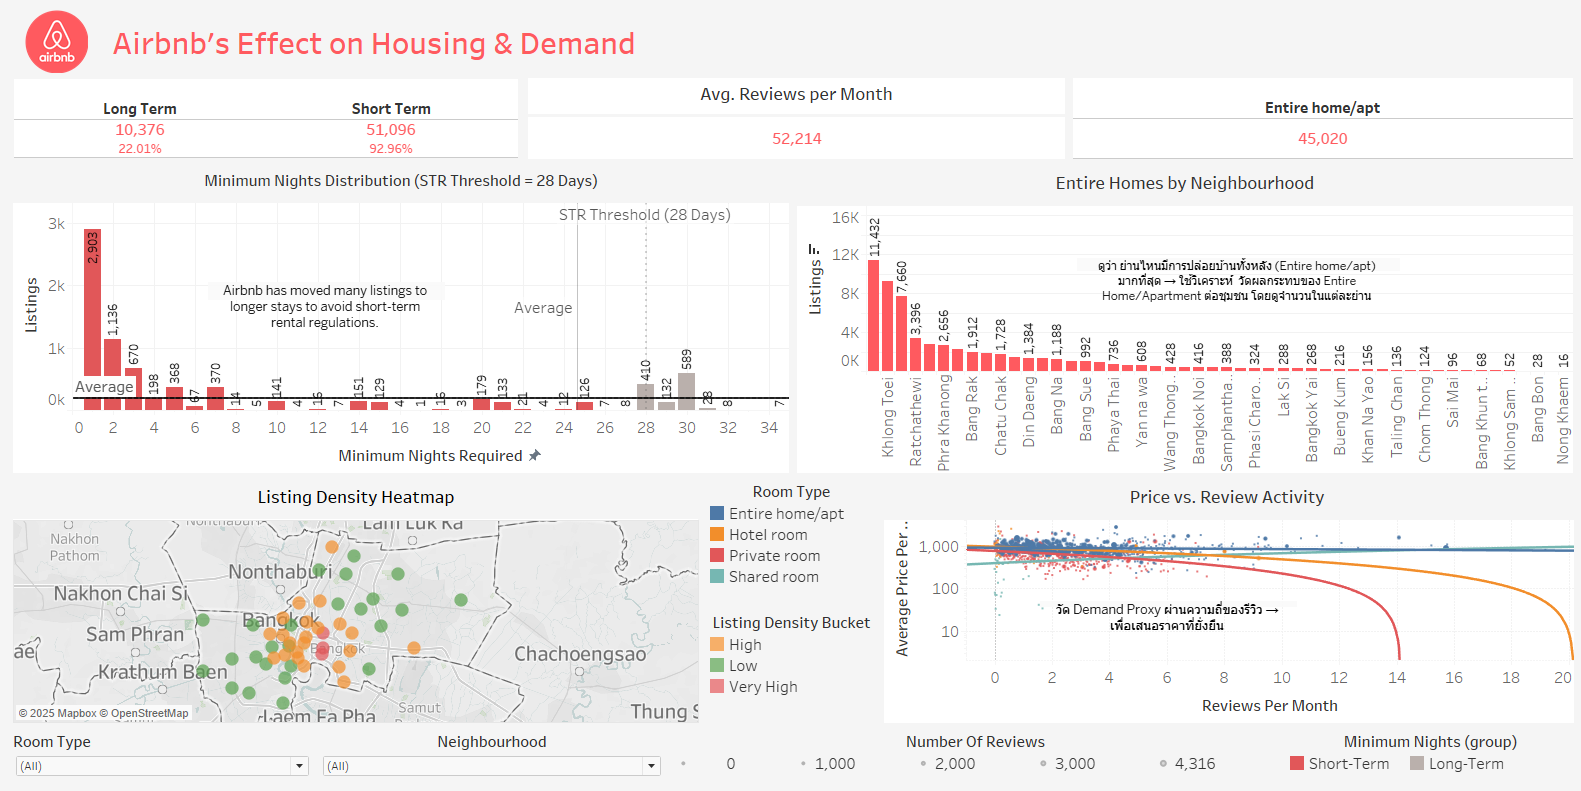 airbnb
Airbnb's Effect on Housing & Demand
Long Term Short Term
10,376 51,096
22.01% 92.96%
Avg. Reviews per Month
52,214
Entire home/apt
45,020
Minimum Nights Distribution (STR Threshold = 28 Days)
STR Threshold (28 Days)
Listings
3k
2k
1k
0k
Airbnb has moved many listings to
longer stays to avoid short-term
rental regulations.
Average
Average
2,903 1,136 670 198 368 67 370 14 5 141 4 16 7 151 129 4 1 16 3 179 133 21 4 12 126 7 8 410 132 589 28 8 7
0 2 4 6 8 10 12 14 16 18 20 22 24 26 28 30 32 34
Minimum Nights Required
Entire Homes by Neighbourhood
Listings
16K
12K
8K
4K
0K
ดูว่า ย่านไหนมีการปล่อยบ้านทั้งหลัง (Entire home/apt)
มากที่สุด → ใช้วิเคราะห์ วัดผลกระทบของ Entire
Home/Apartment ต่อชุมชน โดยดูจำนวนในแต่ละย่าน
11,432 7,660 3,396 2,656 1,912 1,728 1,384 1,188 992 736 608 428 416 388 324 288 268 216 156 136 124 96 68 52 28 16
Khlong Toei
Ratchathewi
Phra Khanong
Bang Rak
Chatu Chak
Din Daeng
Bang Na
Bang Sue
Phaya Thai
Yan na wa
Wang Thong..
Bangkok Noi
Samphantha..
Phasi Charo..
Lak Si
Bangkok Yai
Bueng Kum
Khan Na Yao
Taling Chan
Chom Thong
Sai Mai
Bang Khun t..
Khlong Sam ..
Bang Bon
Nong Khaem
Listing Density Heatmap
Nonthaburi
Lam Luk Ka
Nakhon
Pathom
Nonthaburi
Nakhon Chai Si
Bangkok
Sam Phran
Bangkok
Chachoengsao
Krathum Baen
Samut
Thung S
© 2025 Mapbox © OpenStreetMap
Room Type
Entire home/apt
Hotel room
Private room
Shared room
Listing Density Bucket
High
Low
Very High
Price vs. Review Activity
Average Price Per ..
1,000
100
10
วัด Demand Proxy ผ่านความถี่ของรีวิว →
เพื่อเสนอราคาที่ยั่งยืน
0 2 4 6 8 10 12 14 16 18 20
Reviews Per Month
Room Type
(All)
Neighbourhood
(All)
Number Of Reviews
0 1,000 2,000 3,000 4,316
Minimum Nights (group)
Short-Term Long-Term